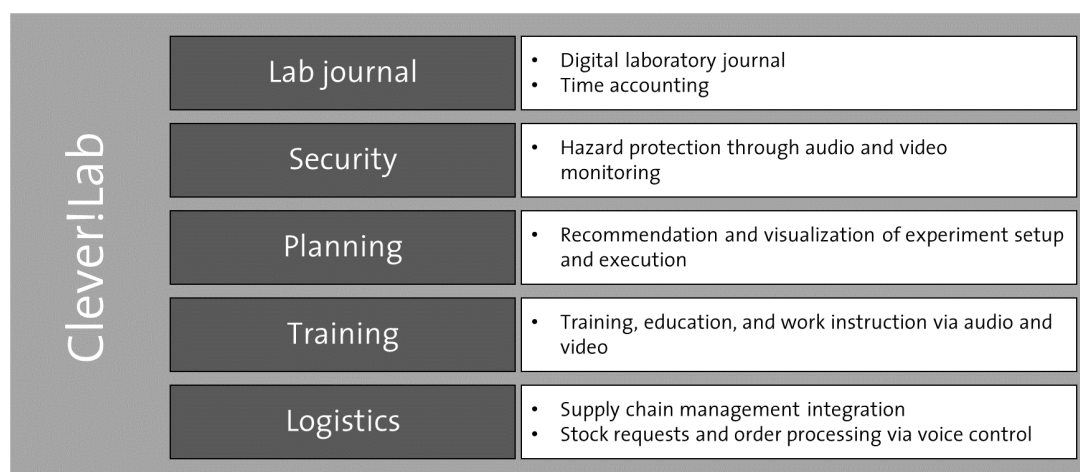 Clever!Lab
Lab journal
• Digital laboratory journal
• Time accounting
Security
• Hazard protection through audio and video
monitoring
Planning
• Recommendation and visualization of experiment setup
and execution
Training
• Training, education, and work instruction via audio and
video
Logistics
• Supply chain management integration
• Stock requests and order processing via voice control